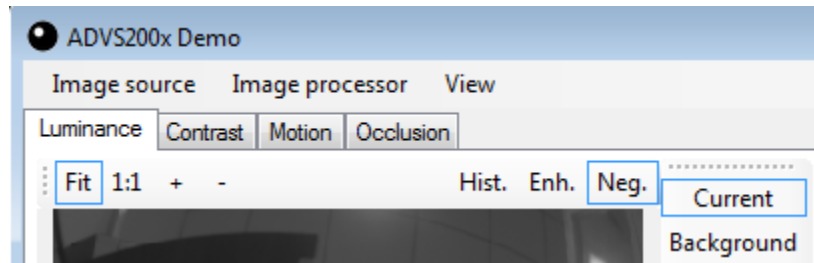 ADVS200x Demo
Image source Image processor View
Luminance Contrast Motion Occlusion
Fit 1:1 + - Hist. Enh. Neg. Current
Background